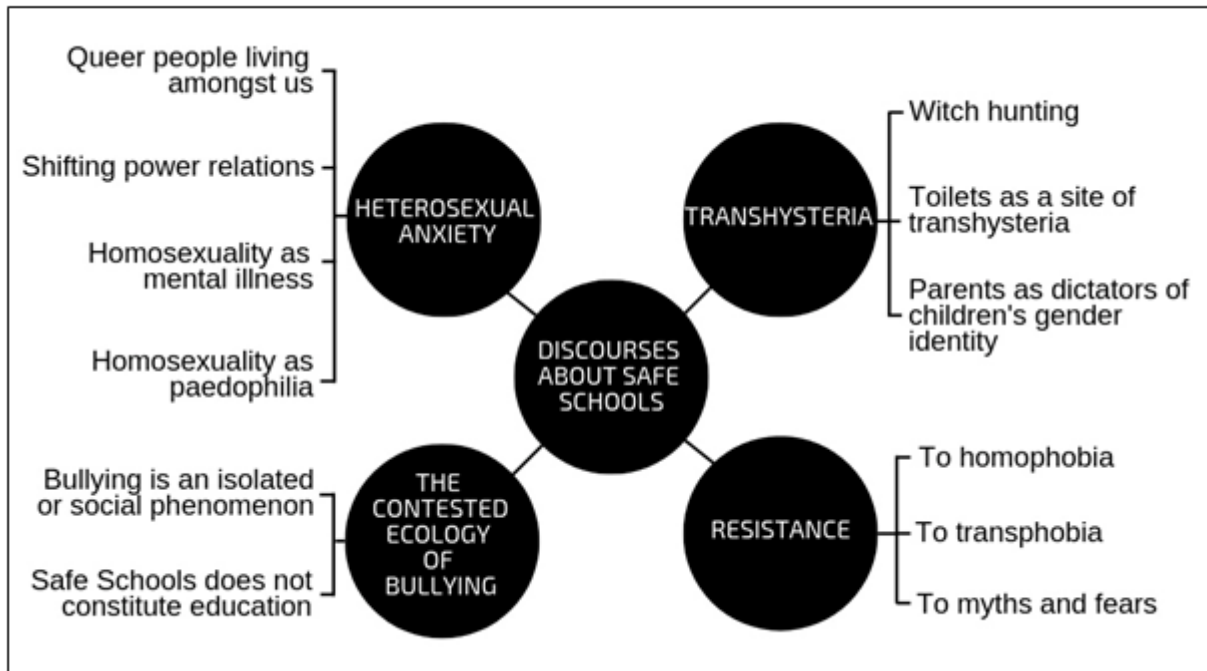 Queer people living
amongst us
Shifting power relations
Homosexuality as
mental illness
Homosexuality as
paedophilia
HETEROSEXUAL
ANXIETY
TRANSHYSTERIA
Witch hunting
Toilets as a site of
transhysteria
Parents as dictators of
children's gender
identity
DISCOURSES
ABOUT SAFE
SCHOOLS
Bullying is an isolated
or social phenomenon
Safe Schools does not
constitute education
THE
CONTESTED
ECOLOGY
OF
BULLYING
RESISTANCE
To homophobia
To transphobia
To myths and fears